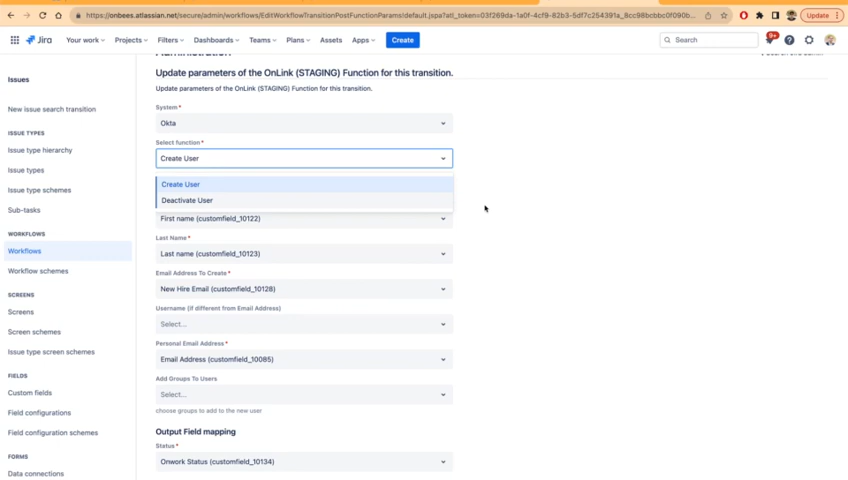 https://onbees.atlassian.net/secure/admin/workflows/EditWorkflowTransitionPostFunctionParams!default.jspa?atl_token=
Update
Jira
Your work
Projects
Filters
Dashboards
Teams
Plans
Assets
Apps
Create
Search
9+
Issues
New issue search transition
ISSUE TYPES
Issue type hierarchy
Issue types
Issue type schemes
Sub-tasks
WORKFLOWS
Workflows
Workflow schemes
SCREENS
Screens
Screen schemes
Issue type screen schemes
FIELDS
Custom fields
Field configurations
Field configuration schemes
FORMS
Data connections
Administration
Update parameters of the OnLink (STAGING) Function for this transition.
Update parameters of the OnLink (STAGING) Function for this transition.
System*
Okta
Select function*
Create User
Create User
Deactivate User
First name (customfield_10122)
Last Name*
Last name (customfield_10123)
Email Address To Create*
New Hire Email (customfield_10128)
Username (if different from Email Address)
Select...
Personal Email Address*
Email Address (customfield_10085)
Add Groups To Users
Select...
choose groups to add to the new user
Output Field mapping
Status*
Onwork Status (customfield_10134)